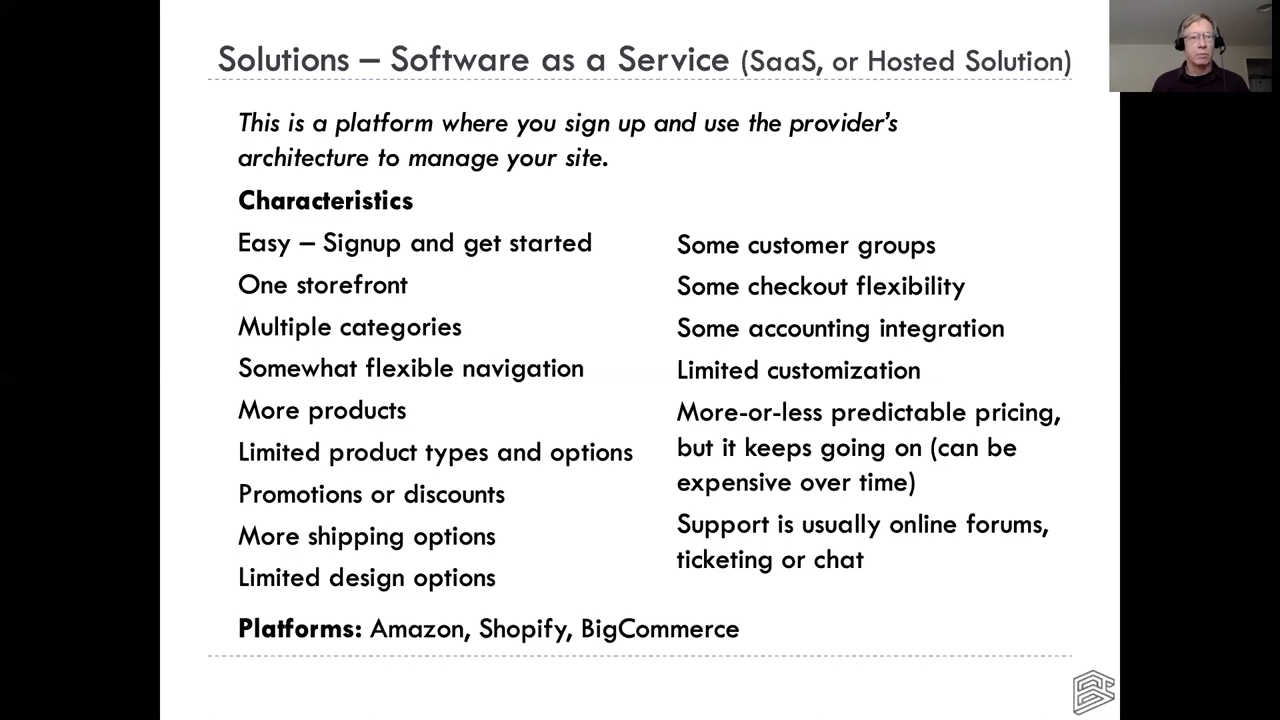 Solutions – Software as a Service (SaaS, or Hosted Solution)
This is a platform where you sign up and use the provider's
architecture to manage your site.
Characteristics
Easy – Signup and get started
One storefront
Multiple categories
Somewhat flexible navigation
More products
Limited product types and options
Promotions or discounts
More shipping options
Limited design options
Some customer groups
Some checkout flexibility
Some accounting integration
Limited customization
More-or-less predictable pricing,
but it keeps going on (can be
expensive over time)
Support is usually online forums,
ticketing or chat
Platforms: Amazon, Shopify, BigCommerce